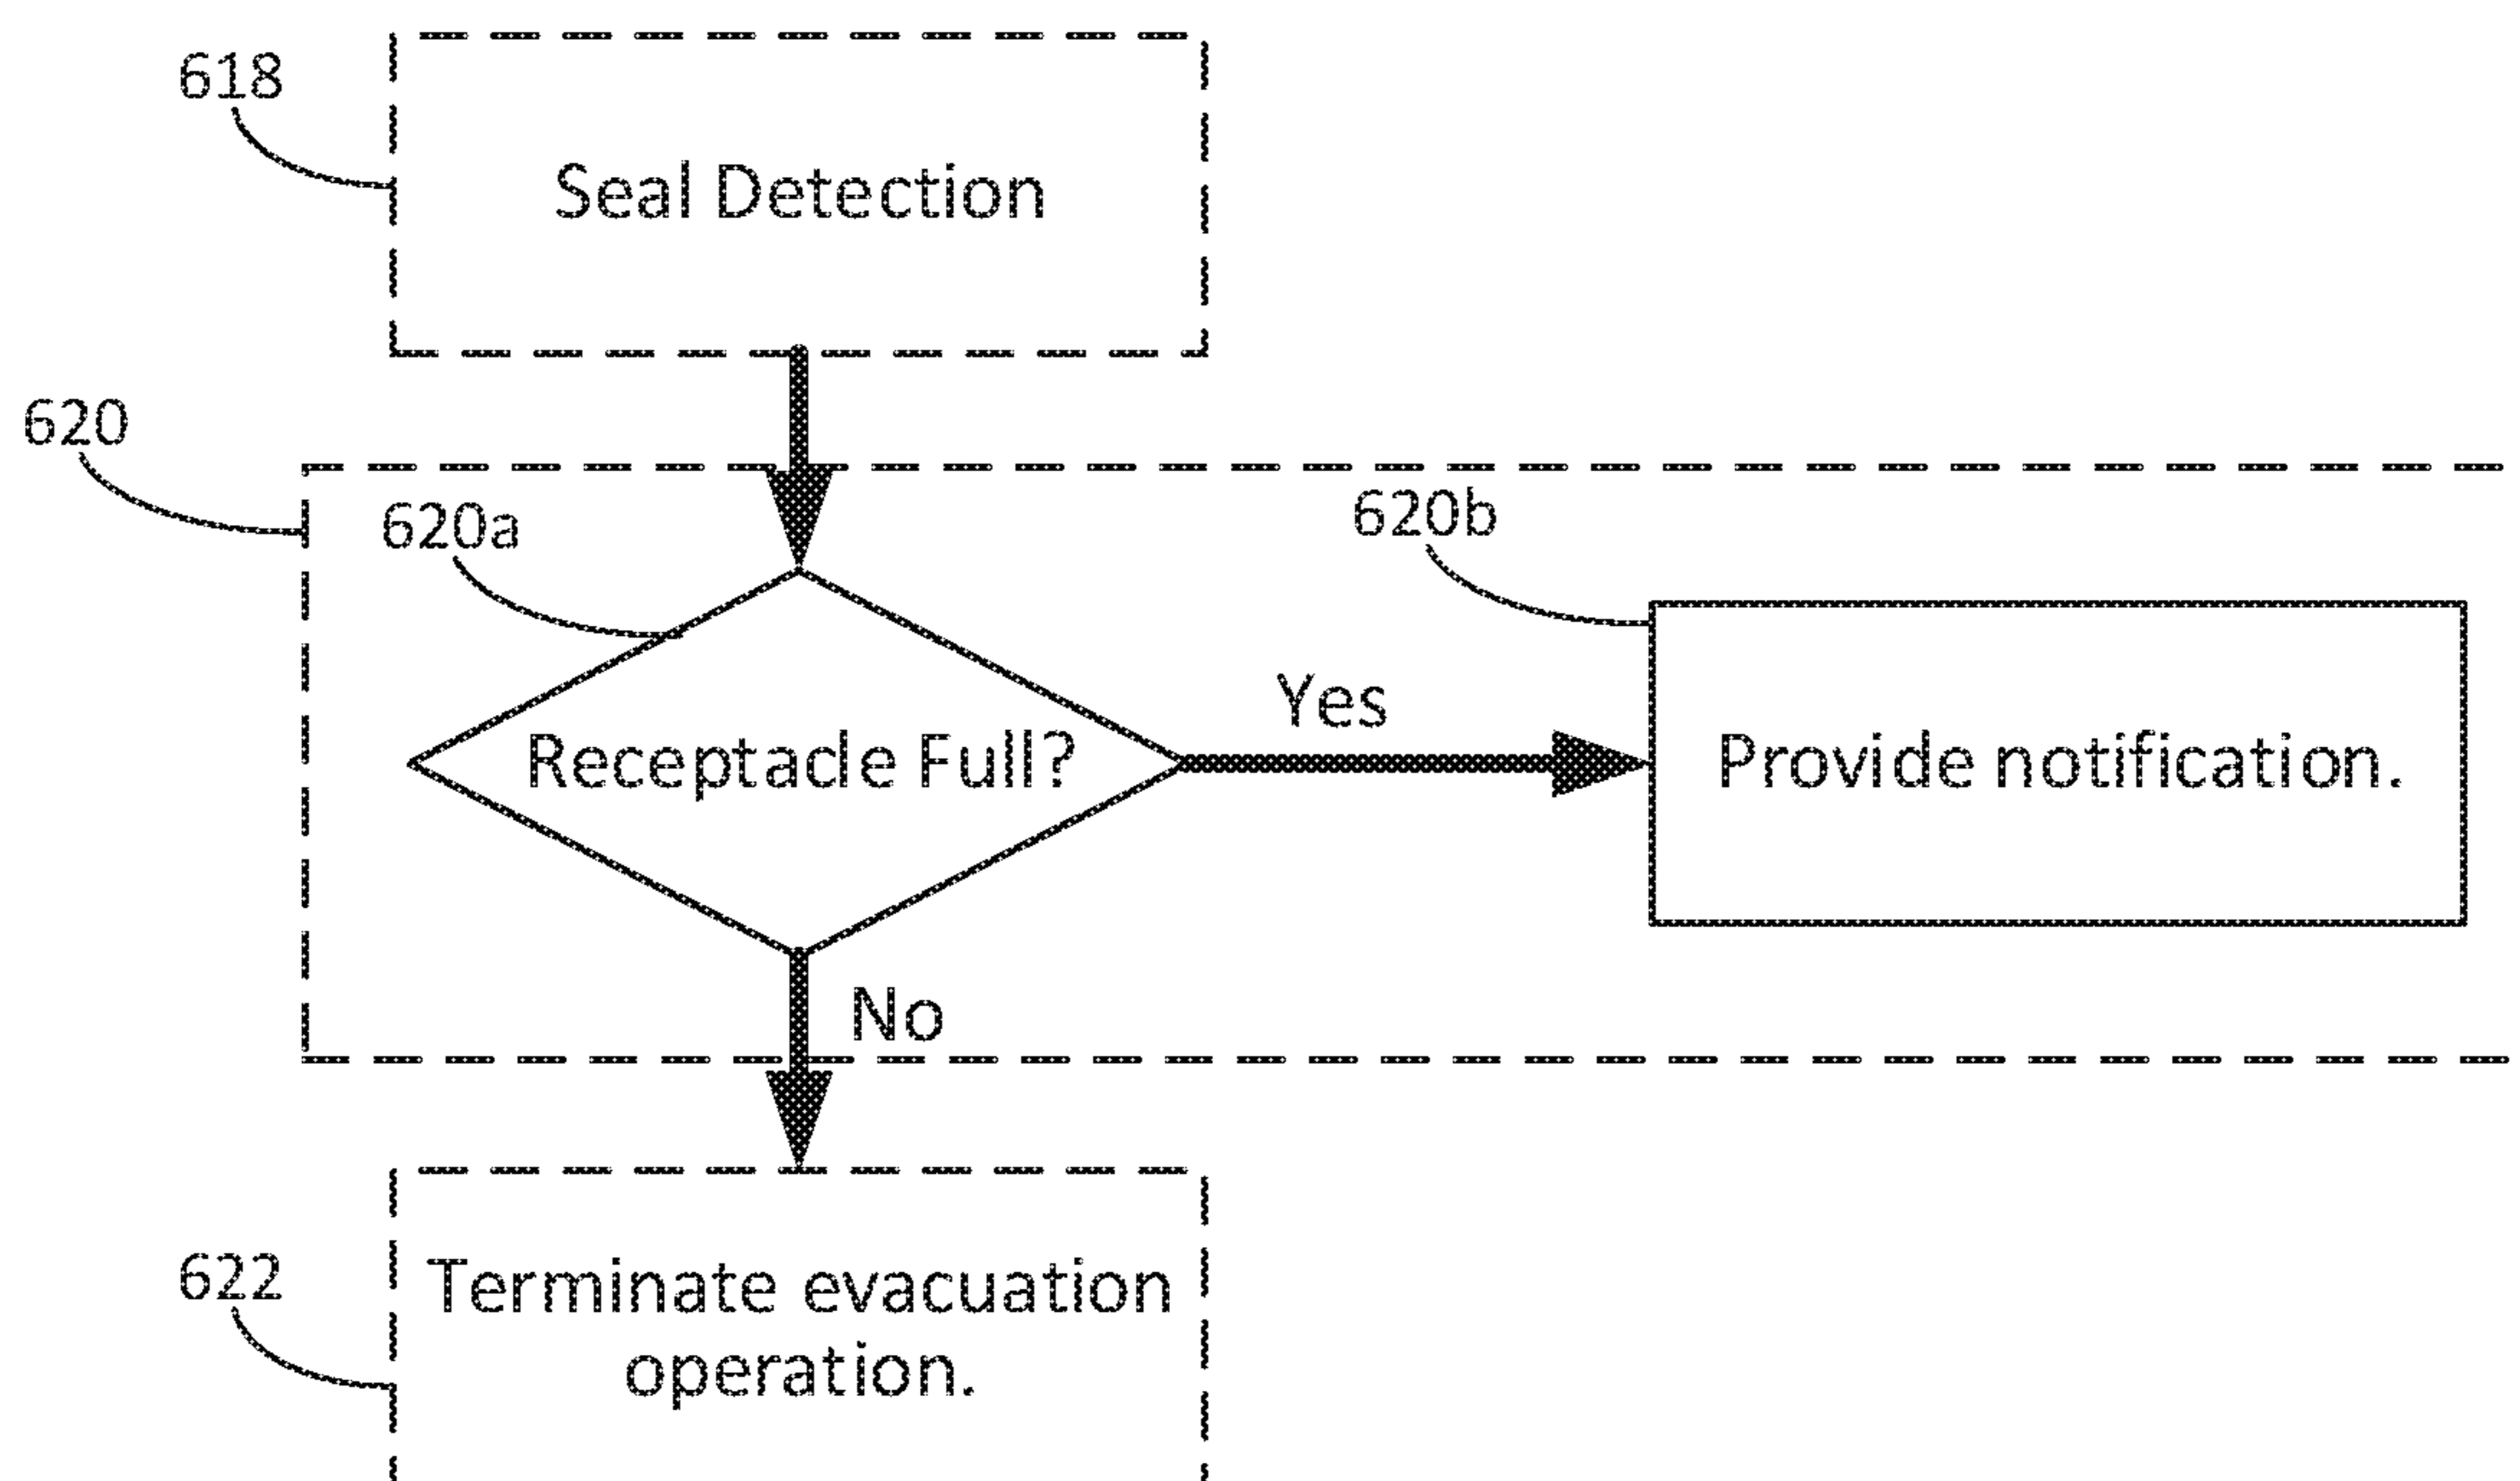 618
Seal Detection
620
620a
620b
Yes
Receptacle Full?
Provide notification.
No
622
Terminate evacuation
operation.